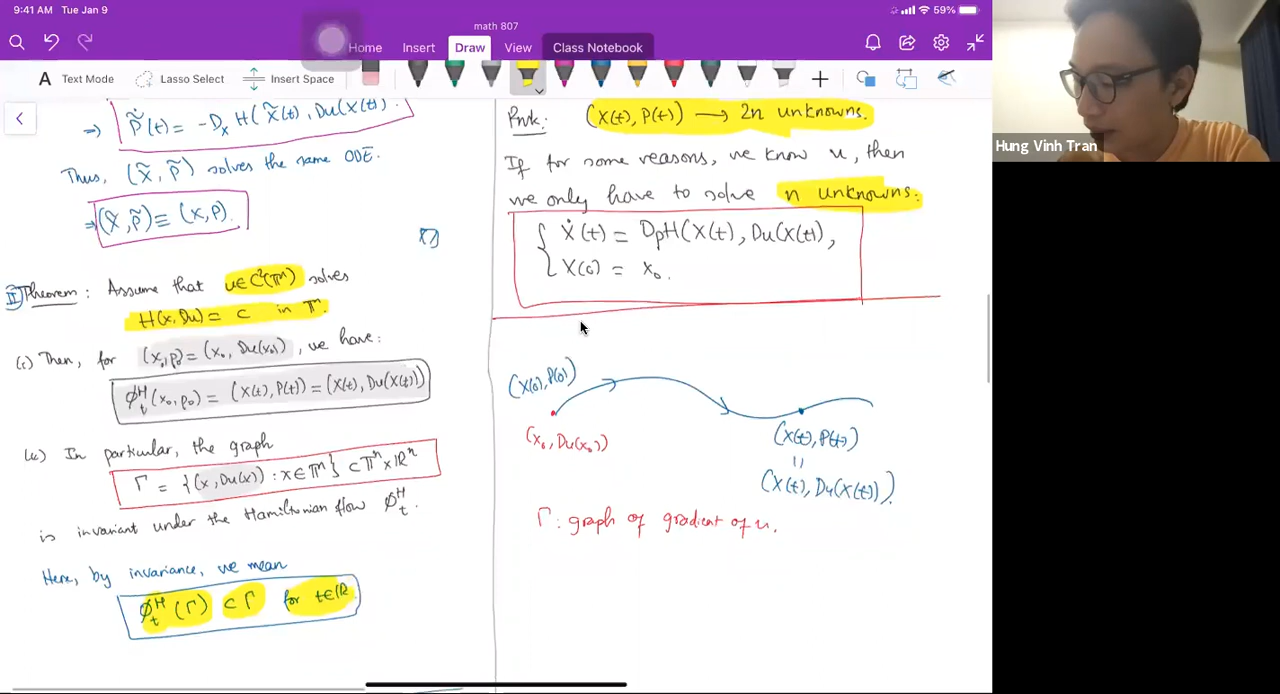 9:41 AM Tue Jan 9
59%
math 807
Home Insert Draw View Class Notebook
A Text Mode Lasso Select Insert Space
⇒ P̃̇(t) = -DₓH(X̃(t), Du(X̃(t)).
Thus, (X̃, P̃) solves the same ODE.
⇒ (X̃, P̃) ≡ (X, P).
II Theorem: Assume that u∈C²(𝕋ⁿ) solves
H(x, Du) = c in 𝕋ⁿ.
(i) Then, for (x₀, p₀) = (x₀, Du(x₀)), we have:
ϕₜᴴ(x₀, p₀) = (X(t), P(t)) = (X(t), Du(X(t)))
(ii) In particular, the graph
Γ = {(x, Du(x)) : x∈𝕋ⁿ} ⊂ 𝕋ⁿ×ℝⁿ
is invariant under the Hamiltonian flow ϕₜᴴ.
Here, by invariance, we mean
ϕₜᴴ(Γ) ⊂ Γ for t∈ℝ
Rmk: (X(t), P(t)) → 2n unknowns.
If for some reasons, we know u, then
we only have to solve n unknowns:
Ẋ(t) = DₚH(X(t), Du(X(t)),
X(0) = x₀.
(X(0), P(0))
(x₀, Du(x₀))
(X(t), P(t))
=
(X(t), Du(X(t))).
Γ: graph of gradient of u.
Hung Vinh Tran